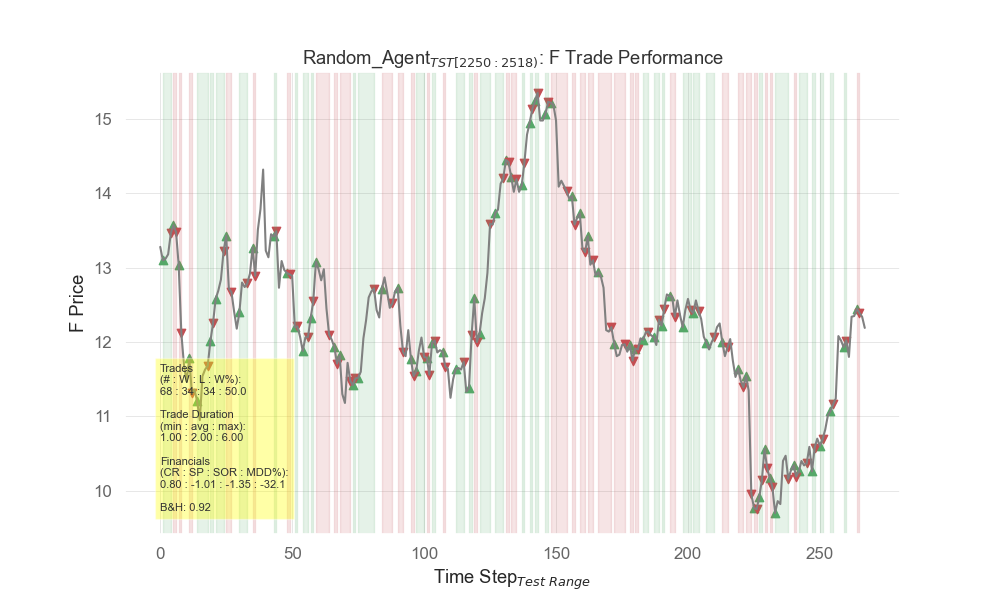 Random_Agent TST[2250 : 2518) : F Trade Performance
F Price
15
14
13
12
11
10
Trades
(# : W : L : W%):
68 : 34 : 34 : 50.0
Trade Duration
(min : avg : max):
1.00 : 2.00 : 6.00
Financials
(CR : SP : SOR : MDD%):
0.80 : -1.01 : -1.35 : -32.1
B&H: 0.92
0 50 100 150 200 250
Time Step Test Range